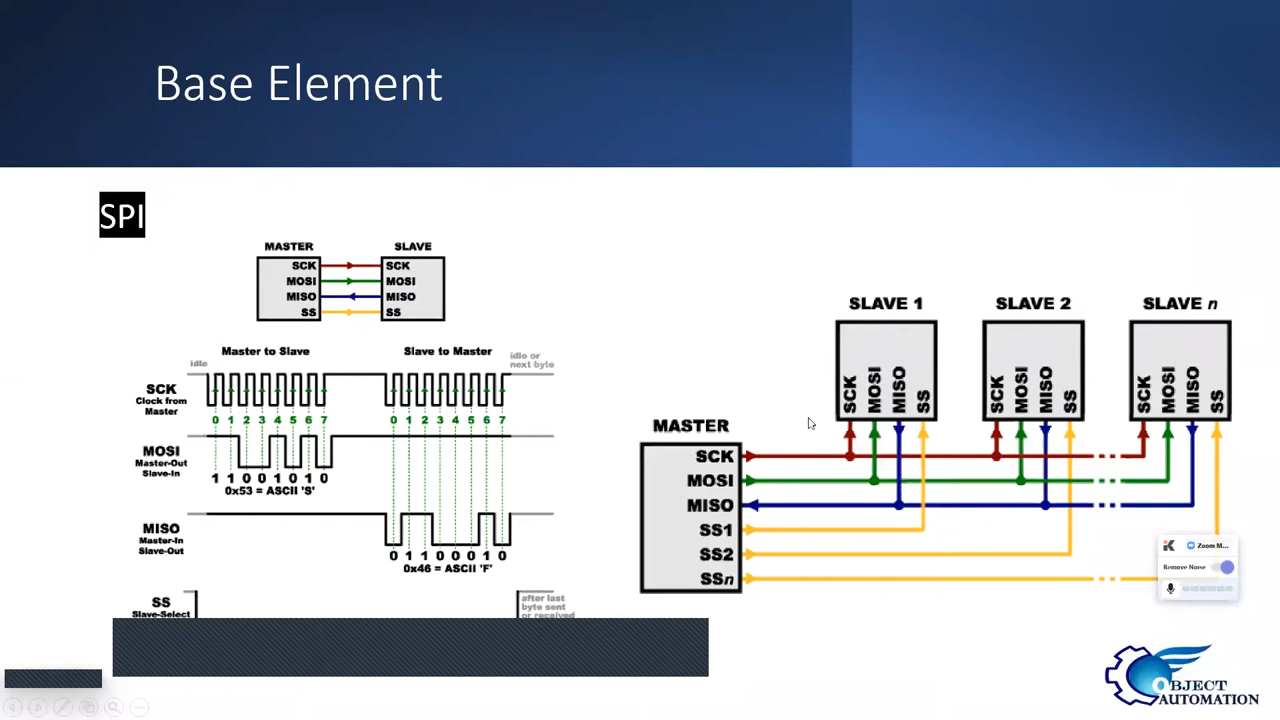 Base Element
SPI
MASTER SLAVE
SCK SCK
MOSI MOSI
MISO MISO
SS SS
Master to Slave
Slave to Master
idle
idle or
next byte
SCK
Clock from
Master
0 1 2 3 4 5 6 7
0 1 2 3 4 5 6 7
MOSI
Master-Out
Slave-In
1 1 0 0 1 0 1 0
0x53 = ASCII 'S'
MISO
Master-In
Slave-Out
0 1 1 0 0 0 1 0
0x46 = ASCII 'F'
SS
Slave-Select
after last
byte sent
or received
SLAVE 1
SCK
MOSI
MISO
SS
SLAVE 2
SCK
MOSI
MISO
SS
SLAVE n
SCK
MOSI
MISO
SS
MASTER
SCK
MOSI
MISO
SS1
SS2
SSn
Zoom M...
Remove Noise
OBJECT
AUTOMATION